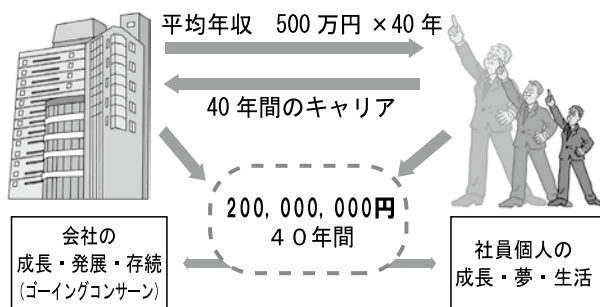 平均年収　500万円×40年
40年間のキャリア
200,000,000円
４０年間
会社の
成長・発展・存続
(ゴーイングコンサーン)
社員個人の
成長・夢・生活